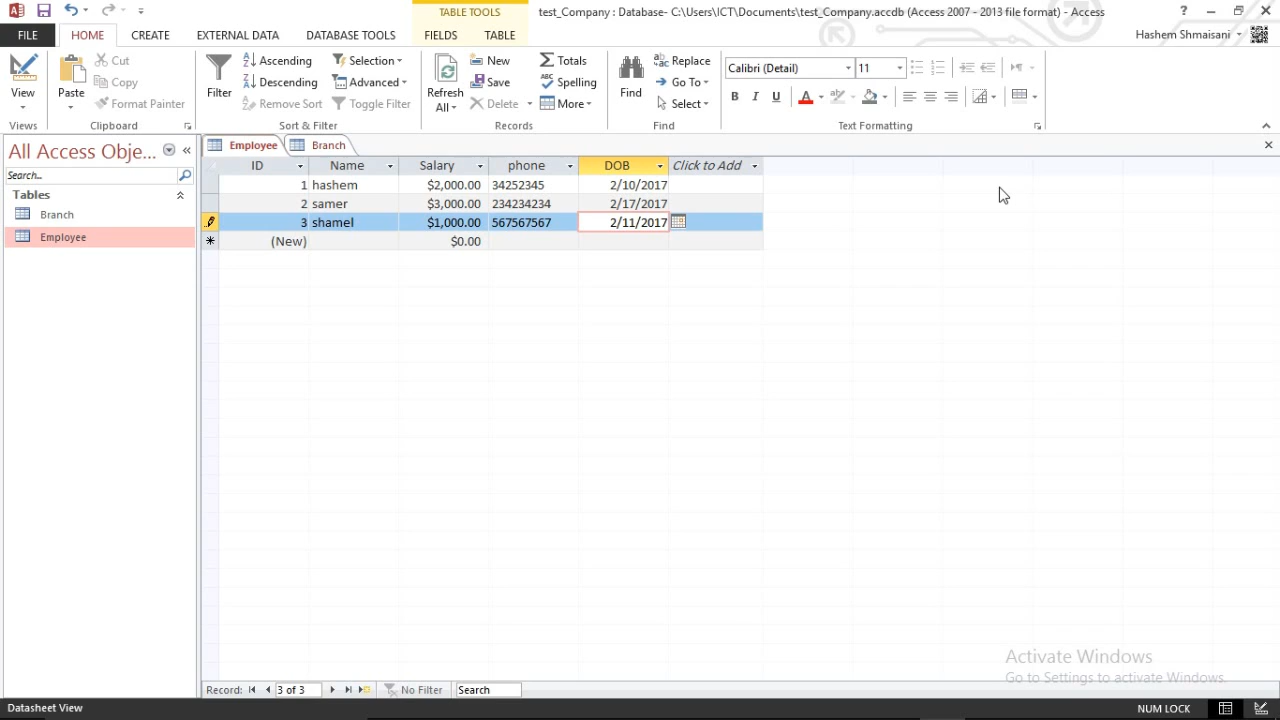 test_Company : Database- C:\Users\ICT\Documents\test_Company.accdb (Access 2007 - 2013 file format) - Access
TABLE TOOLS
FILE HOME CREATE EXTERNAL DATA DATABASE TOOLS FIELDS TABLE
Hashem Shmaisani
View
Views
Paste
Cut
Copy
Format Painter
Clipboard
Filter
Ascending
Descending
Remove Sort
Selection
Advanced
Toggle Filter
Sort & Filter
Refresh
All
New
Save
Delete
Totals
Spelling
More
Records
Find
Replace
Go To
Select
Find
Calibri (Detail) 11
B I U A
Text Formatting
All Access Obje...
Search...
Tables
Branch
Employee
Employee Branch
ID Name Salary phone DOB Click to Add
1 hashem $2,000.00 34252345 2/10/2017
2 samer $3,000.00 234234234 2/17/2017
3 shamel $1,000.00 567567567 2/11/2017
(New) $0.00
Activate Windows
Go to Settings to activate Windows.
Record: 3 of 3 No Filter Search
Datasheet View NUM LOCK